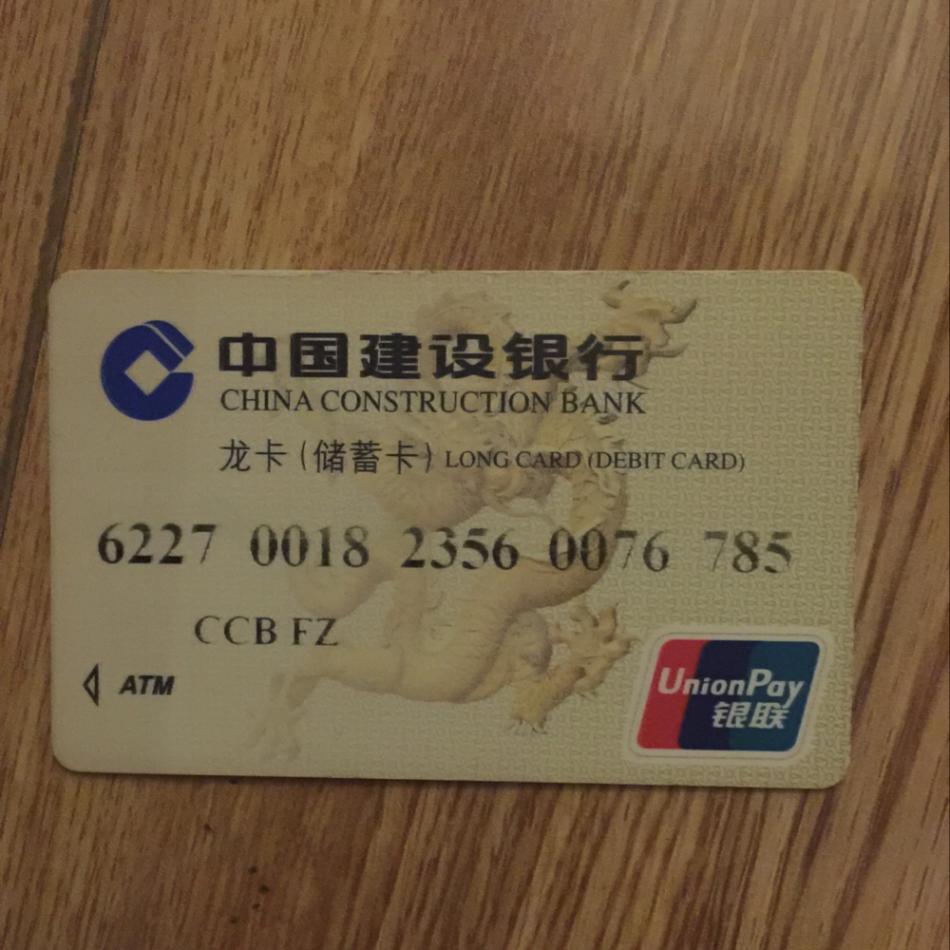 中国建设银行
CHINA CONSTRUCTION BANK
龙卡(储蓄卡) LONG CARD (DEBIT CARD)
6227 0018 2356 0076 785
CCB FZ
ATM
UnionPay
银联